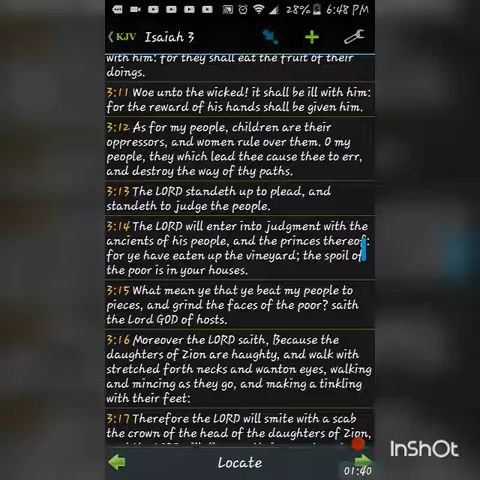 28% 6:48 PM
KJV Isaiah 3
with him: for they shall eat the fruit of their
doings.
3:11 Woe unto the wicked! it shall be ill with him:
for the reward of his hands shall be given him.
3:12 As for my people, children are their
oppressors, and women rule over them. O my
people, they which lead thee cause thee to err,
and destroy the way of thy paths.
3:13 The LORD standeth up to plead, and
standeth to judge the people.
3:14 The LORD will enter into judgment with the
ancients of his people, and the princes thereof:
for ye have eaten up the vineyard; the spoil of
the poor is in your houses.
3:15 What mean ye that ye beat my people to
pieces, and grind the faces of the poor? saith
the Lord GOD of hosts.
3:16 Moreover the LORD saith, Because the
daughters of Zion are haughty, and walk with
stretched forth necks and wanton eyes, walking
and mincing as they go, and making a tinkling
with their feet:
3:17 Therefore the LORD will smite with a scab
the crown of the head of the daughters of Zion,
Locate
01:40
InShOt